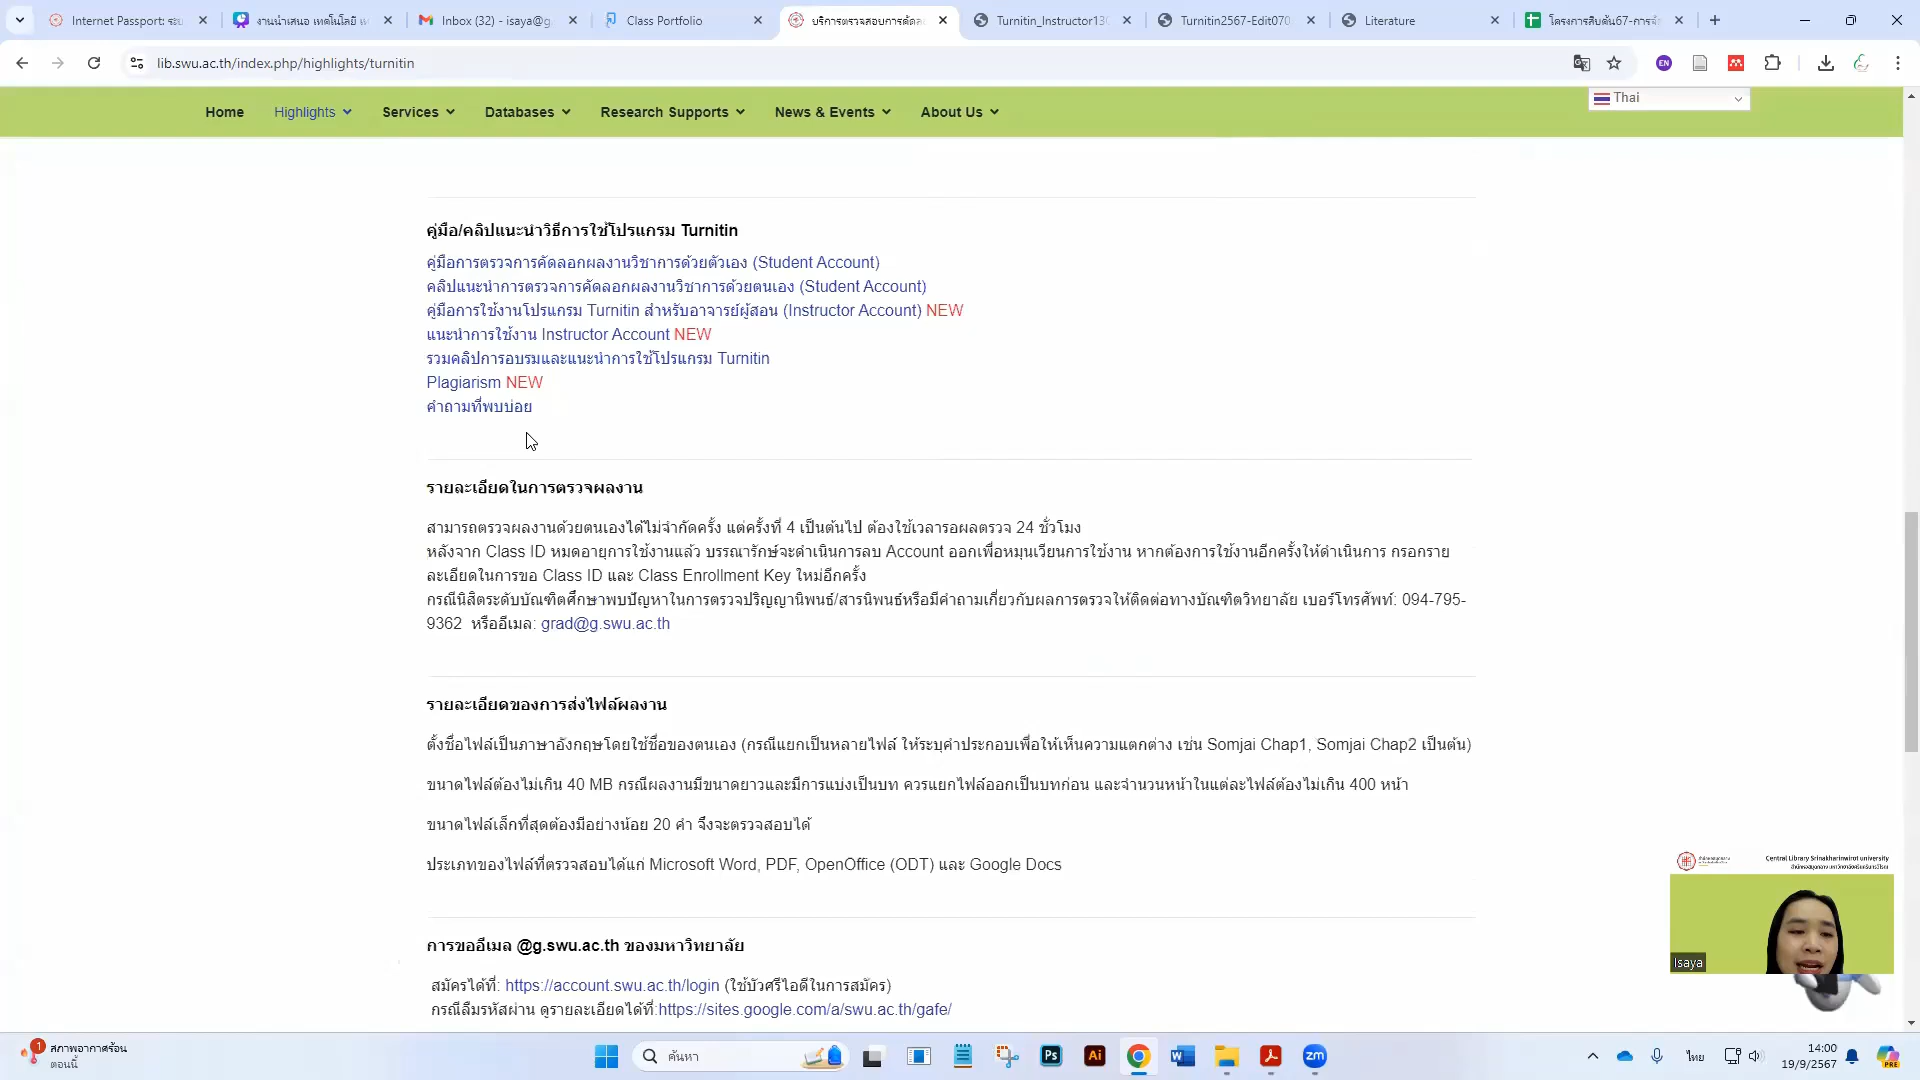 Internet Passport: ระบ
งานนำเสนอ เทคโนโลยี เท
Inbox (32) - isaya@g.
Class Portfolio
บริการตรวจสอบการคัดล
Turnitin_Instructor130
Turnitin2567-Edit070
Literature
โครงการสืบต้น67-การจั
lib.swu.ac.th/index.php/highlights/turnitin
Home
Highlights
Services
Databases
Research Supports
News & Events
About Us
Thai
คู่มือ/คลิปแนะนำวิธีการใช้โปรแกรม Turnitin
คู่มือการตรวจการคัดลอกผลงานวิชาการด้วยตัวเอง (Student Account)
คลิปแนะนำการตรวจการคัดลอกผลงานวิชาการด้วยตนเอง (Student Account)
คู่มือการใช้งานโปรแกรม Turnitin สำหรับอาจารย์ผู้สอน (Instructor Account) NEW
แนะนำการใช้งาน Instructor Account NEW
รวมคลิปการอบรมและแนะนำการใช้โปรแกรม Turnitin
Plagiarism NEW
คำถามที่พบบ่อย
รายละเอียดในการตรวจผลงาน
สามารถตรวจผลงานด้วยตนเองได้ไม่จำกัดครั้ง แต่ครั้งที่ 4 เป็นต้นไป ต้องใช้เวลารอผลตรวจ 24 ชั่วโมง
หลังจาก Class ID หมดอายุการใช้งานแล้ว บรรณารักษ์จะดำเนินการลบ Account ออกเพื่อหมุนเวียนการใช้งาน หากต้องการใช้งานอีกครั้งให้ดำเนินการ กรอกราย
ละเอียดในการขอ Class ID และ Class Enrollment Key ใหม่อีกครั้ง
กรณีนิสิตระดับบัณฑิตศึกษาพบปัญหาในการตรวจปริญญานิพนธ์/สารนิพนธ์หรือมีคำถามเกี่ยวกับผลการตรวจให้ติดต่อทางบัณฑิตวิทยาลัย เบอร์โทรศัพท์: 094-795-
9362 หรืออีเมล: grad@g.swu.ac.th
รายละเอียดของการส่งไฟล์ผลงาน
ตั้งชื่อไฟล์เป็นภาษาอังกฤษโดยใช้ชื่อของตนเอง (กรณีแยกเป็นหลายไฟล์ ให้ระบุคำประกอบเพื่อให้เห็นความแตกต่าง เช่น Somjai Chap1, Somjai Chap2 เป็นต้น)
ขนาดไฟล์ต้องไม่เกิน 40 MB กรณีผลงานมีขนาดยาวและมีการแบ่งเป็นบท ควรแยกไฟล์ออกเป็นบทก่อน และจำนวนหน้าในแต่ละไฟล์ต้องไม่เกิน 400 หน้า
ขนาดไฟล์เล็กที่สุดต้องมีอย่างน้อย 20 คำ จึงจะตรวจสอบได้
ประเภทของไฟล์ที่ตรวจสอบได้แก่ Microsoft Word, PDF, OpenOffice (ODT) และ Google Docs
Central Library Srinakharinwirot university
Isaya
การขออีเมล @g.swu.ac.th ของมหาวิทยาลัย
สมัครได้ที่: https://account.swu.ac.th/login (ใช้บัวศรีไอดีในการสมัคร)
กรณีลืมรหัสผ่าน ดูรายละเอียดได้ที่:https://sites.google.com/a/swu.ac.th/gafe/
1
สภาพอากาศร้อน
ตอนนี้
ค้นหา
Ps
Ai
zm
ไทย
14:00
19/9/2567
PRE